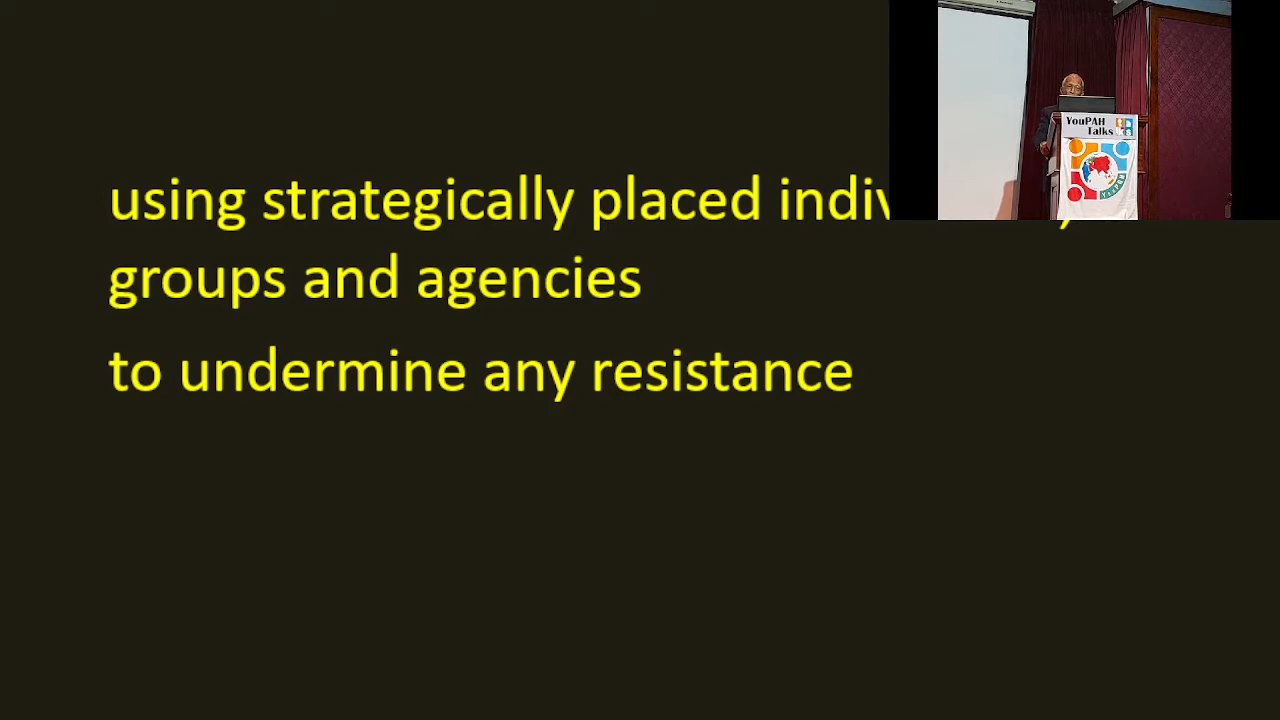 using strategically placed indiv
groups and agencies
to undermine any resistance
YouPAH
Talks